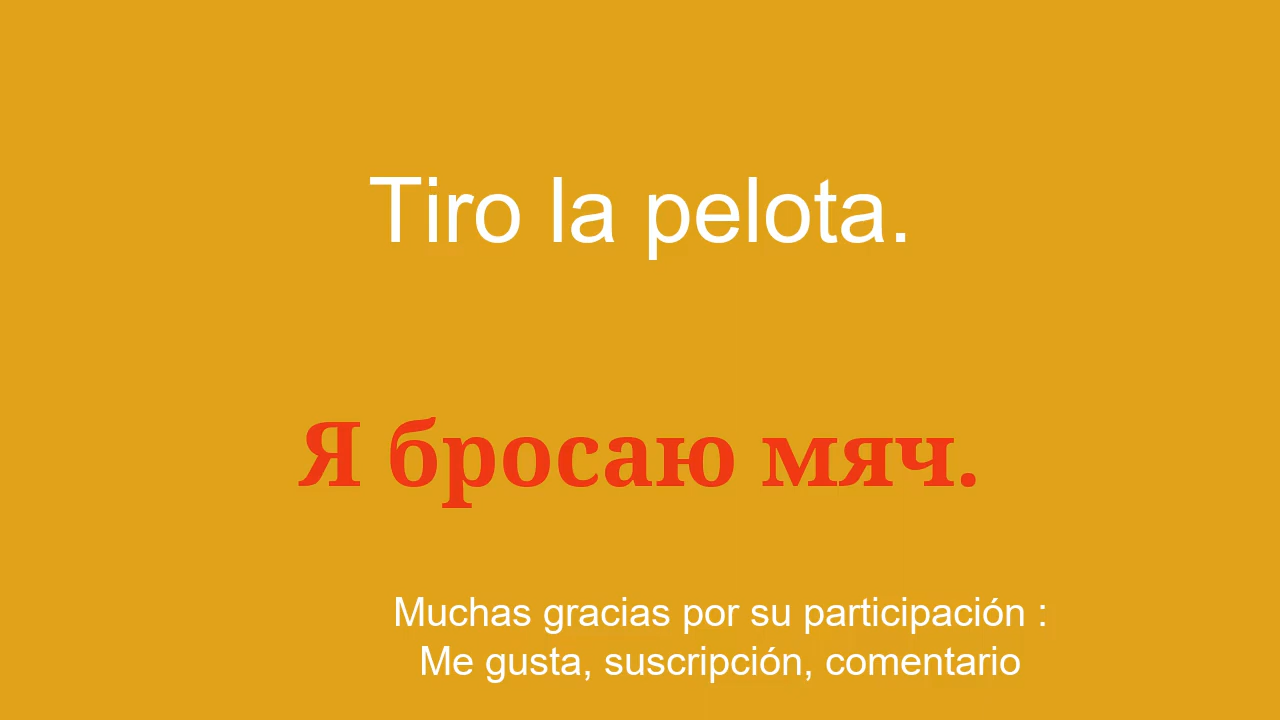 Tiro la pelota.
Я бросаю мяч.
Muchas gracias por su participación :
Me gusta, suscripción, comentario